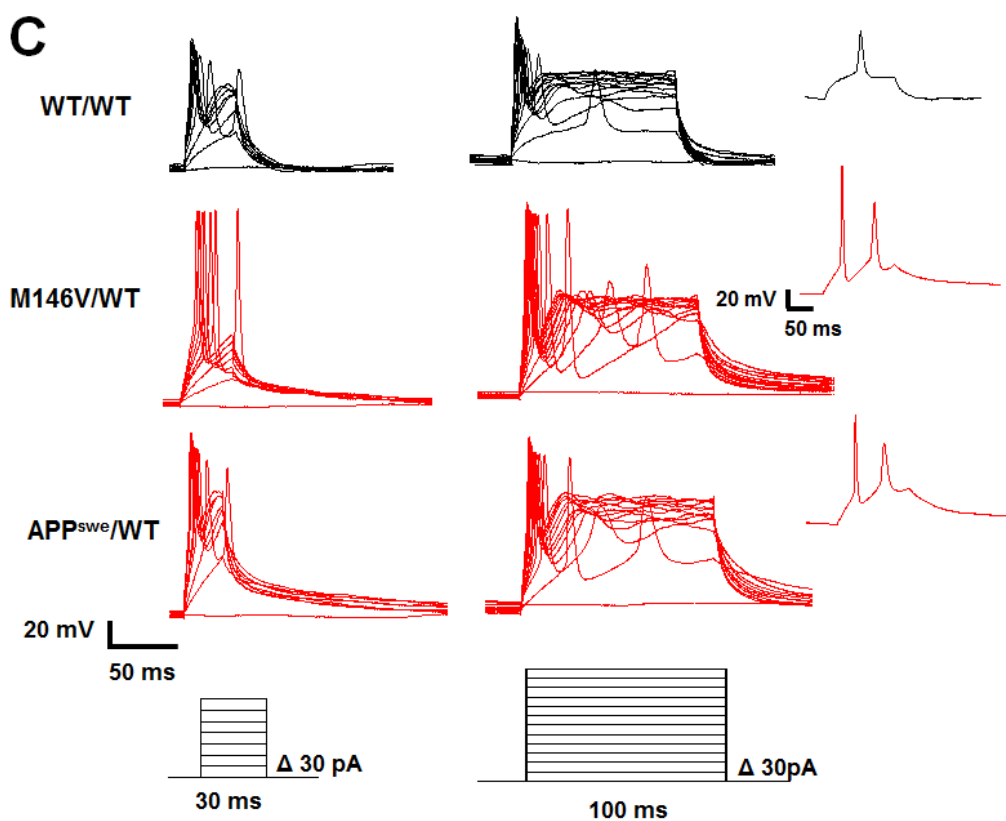 C
WT/WT
M146V/WT
20 mV
50 ms
APPswe/WT
20 mV
50 ms
Δ 30 pA
Δ 30pA
30 ms
100 ms